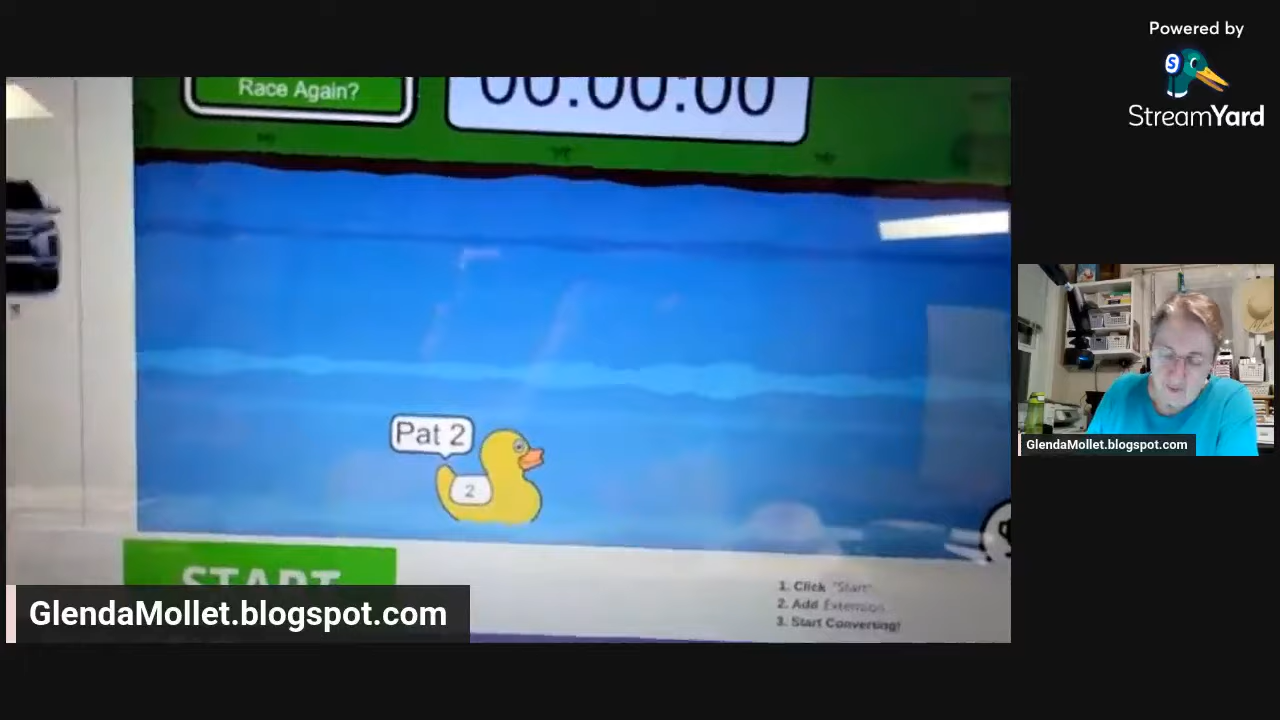 Powered by
S
StreamYard
Race Again?
00:00:00
Pat 2
2
START
1. Click "Start"
2. Add Extension
3. Start Converting!
GlendaMollet.blogspot.com
GlendaMollet.blogspot.com